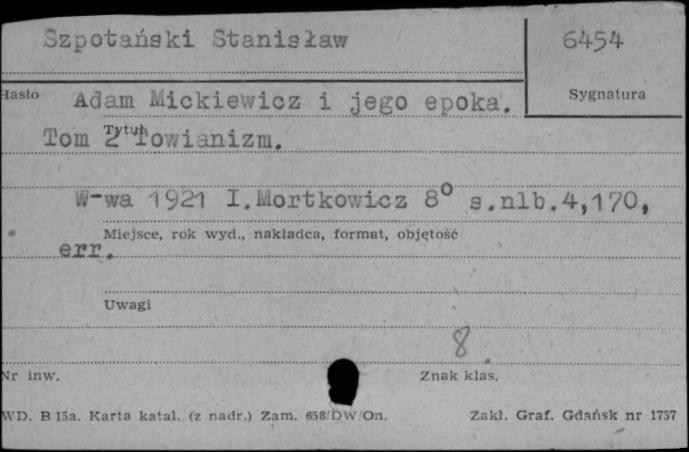 Szpotański Stanisław
6454
Hasło
Sygnatura
Adam Mickiewicz i jego epoka.
Tytuł
Tom 2 Towianizm.
W-wa 1921 I.Mortkowicz 8° s.nlb.4,170,
Miejsce, rok wyd., nakładca, format, objętość
err.
Uwagi
8
Nr inw.
Znak klas.
WD. B 15a. Karta katal. (z nadr.) Zam. 658/DW/On.
Zakł. Graf. Gdańsk nr 1757